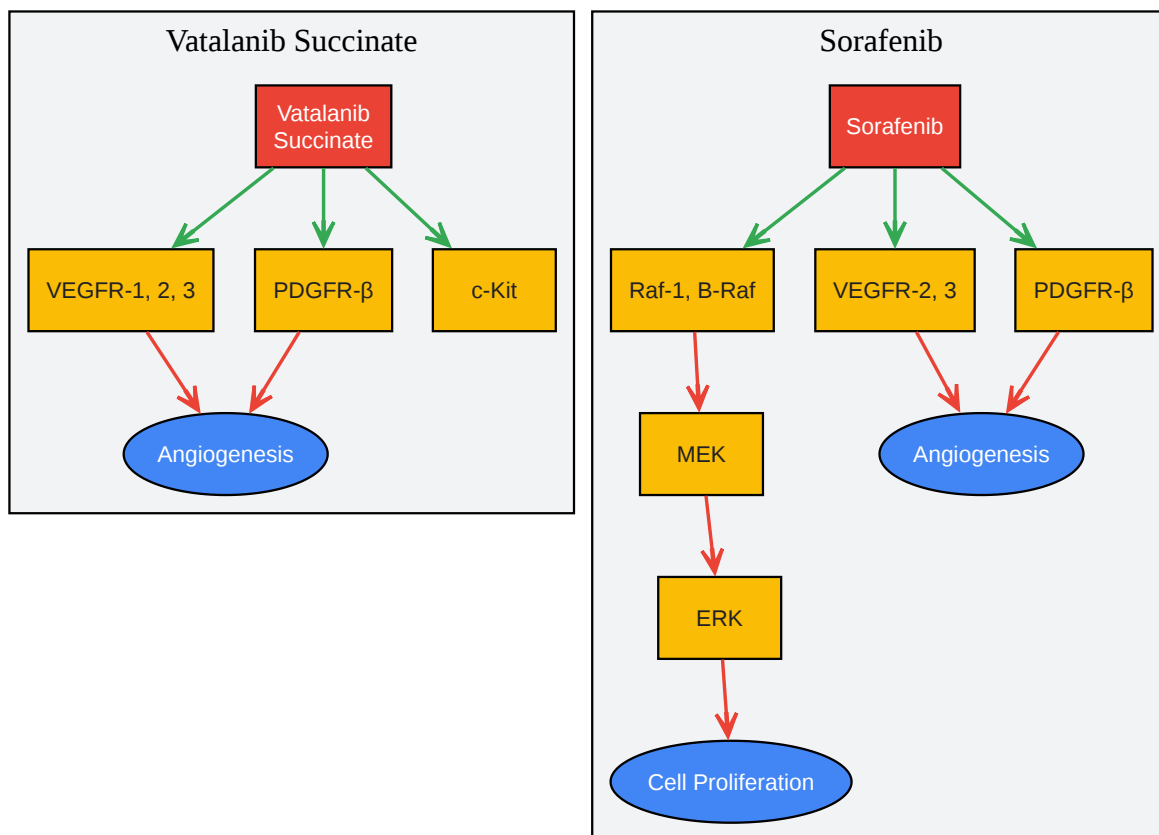 Vatalanib Succinate
Vatalanib
Succinate
VEGFR-1, 2, 3
PDGFR-β
c-Kit
Angiogenesis
Sorafenib
Sorafenib
Raf-1, B-Raf
VEGFR-2, 3
PDGFR-β
MEK
Angiogenesis
ERK
Cell Proliferation